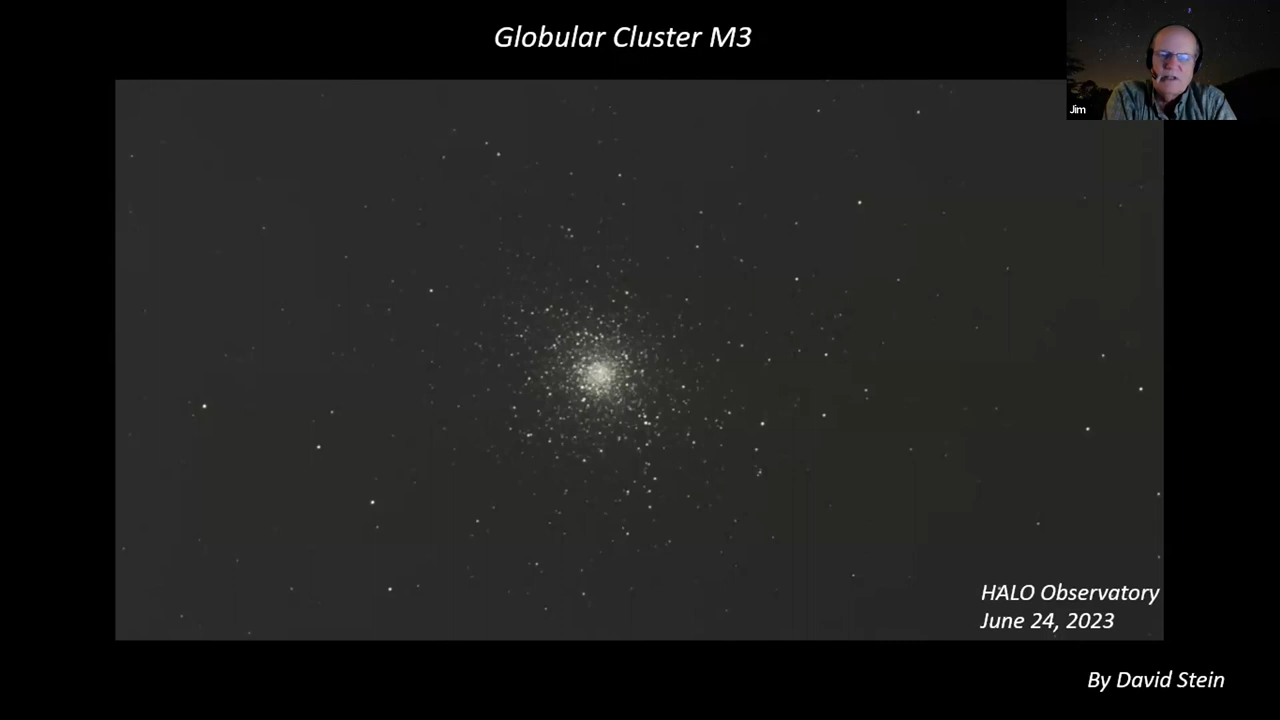 Globular Cluster M3
Jim
HALO Observatory
June 24, 2023
By David Stein